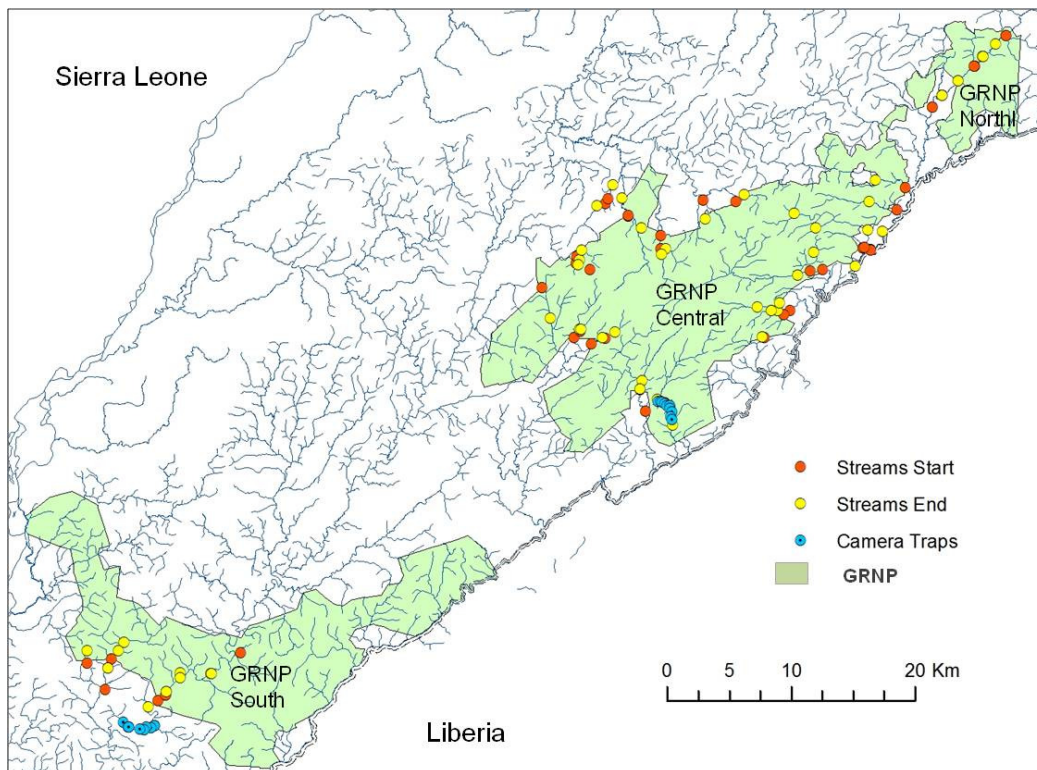 Sierra Leone
GRNP
Northl
GRNP
Central
Streams Start
Streams End
Camera Traps
GRNP
GRNP
South
0 5 10 20 Km
Liberia